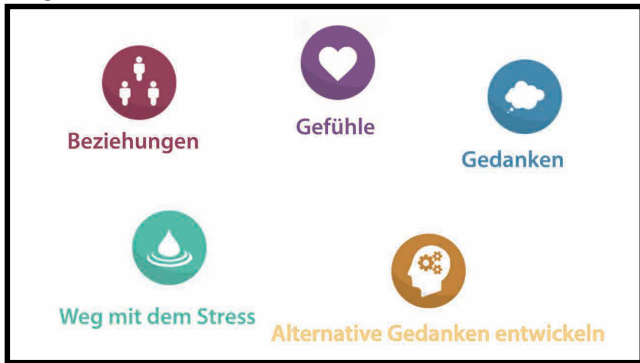 Beziehungen
Gefühle
Gedanken
Weg mit dem Stress
Alternative Gedanken entwickeln